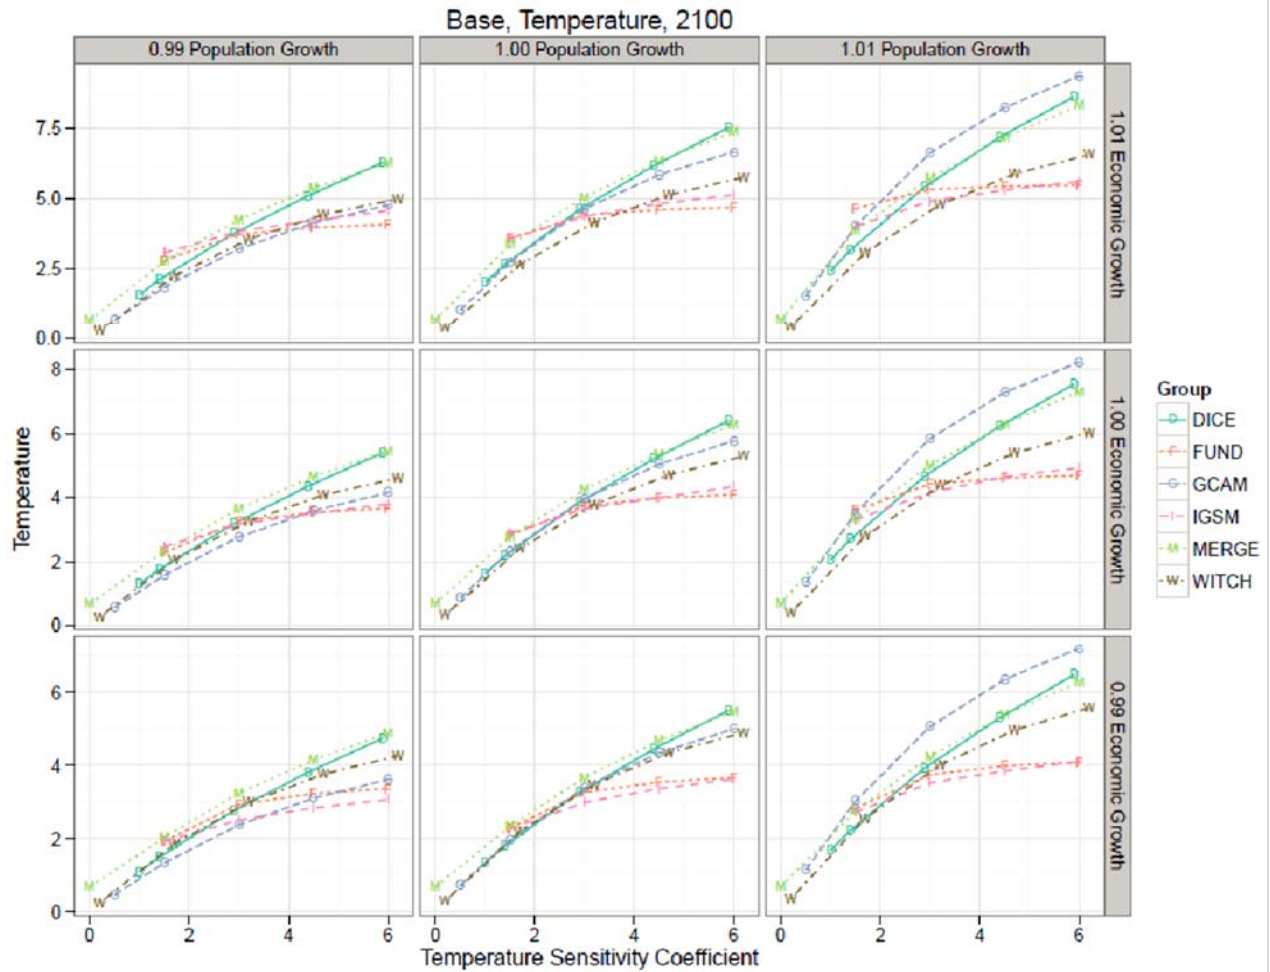 Base, Temperature, 2100
0.99 Population Growth
1.00 Population Growth
1.01 Population Growth
7.5
5.0
2.5
0.0
1.01 Economic Growth
8
6
4
2
0
1.00 Economic Growth
6
4
2
0
0.99 Economic Growth
0 2 4 6
0 2 4 6
0 2 4 6
Temperature Sensitivity Coefficient
Temperature
Group
D DICE
F FUND
G GCAM
I IGSM
M MERGE
W WITCH